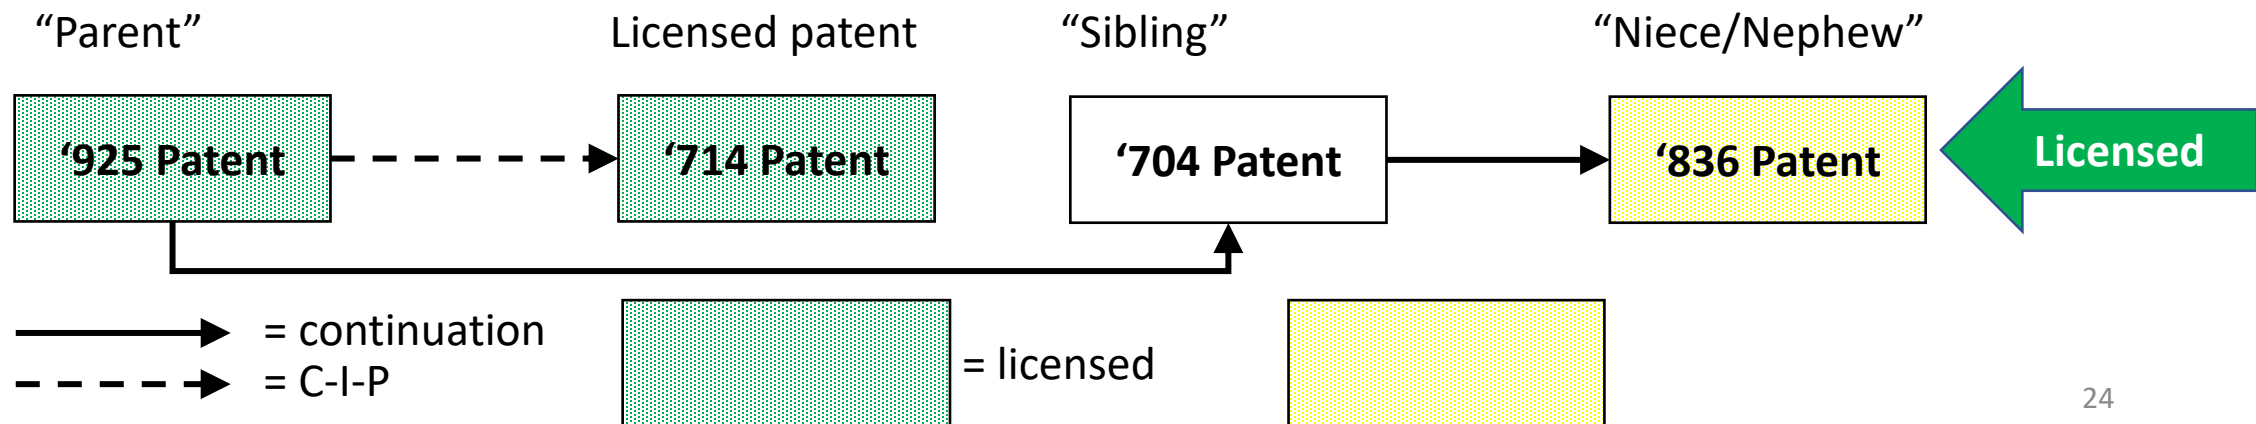 “Parent” Licensed patent “Sibling” “Niece/Nephew”
‘925 Patent ‘714 Patent ‘704 Patent ‘836 Patent Licensed
= continuation
= C-I-P
= licensed
24